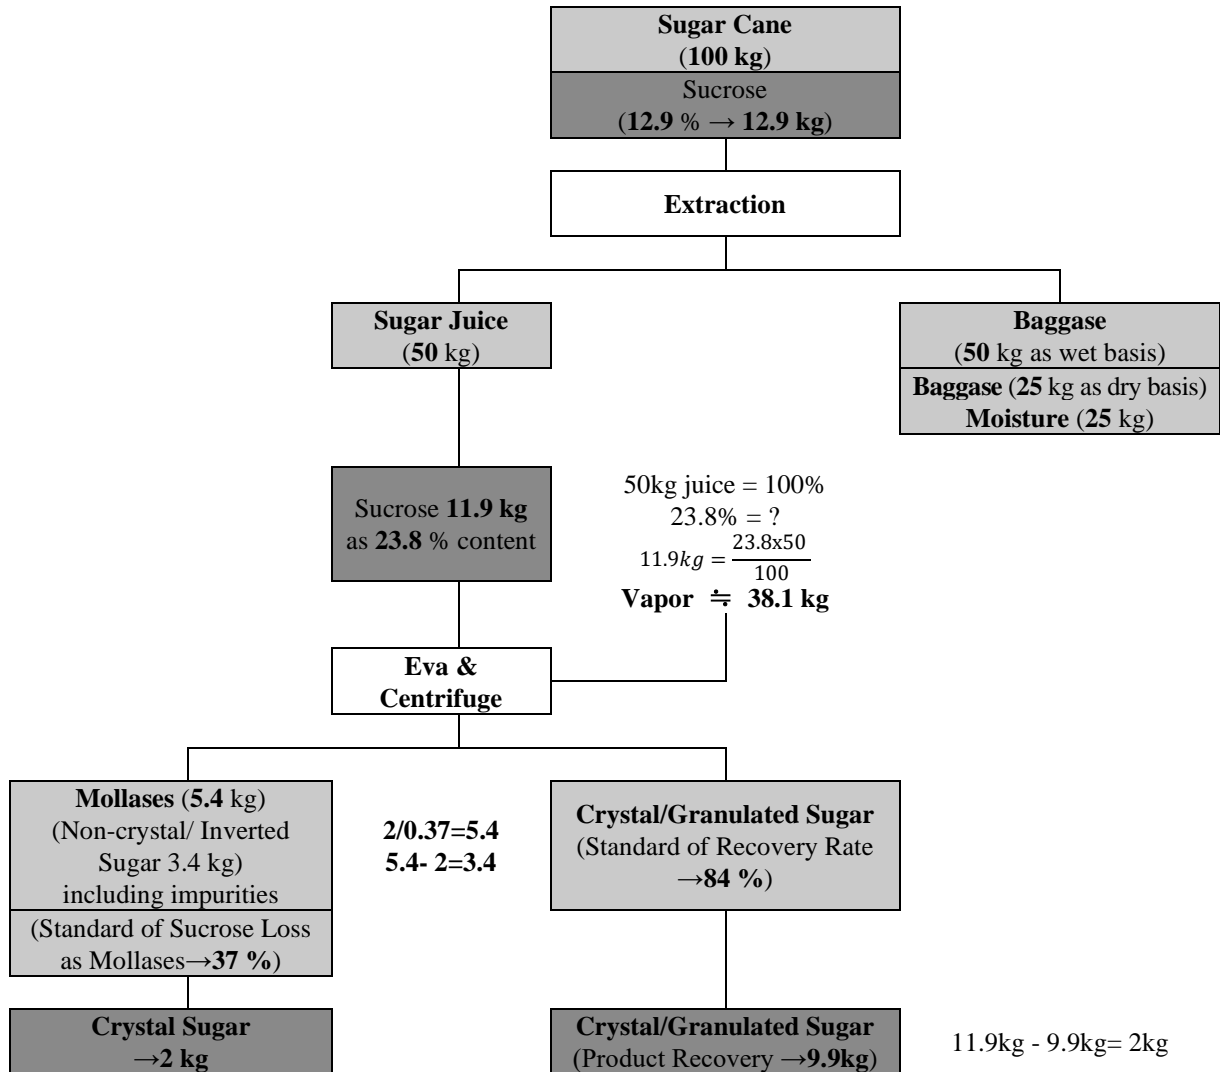 Sugar Cane
(100 kg)
Sucrose
(12.9 % → 12.9 kg)
Extraction
Sugar Juice
(50 kg)
Baggase
(50 kg as wet basis)
Baggase (25 kg as dry basis)
Moisture (25 kg)
Sucrose 11.9 kg
as 23.8 % content
50kg juice = 100%
23.8% = ?
11.9kg = 23.8x50
100
Vapor ≒ 38.1 kg
Eva &
Centrifuge
Mollases (5.4 kg)
(Non-crystal/ Inverted
Sugar 3.4 kg)
including impurities
(Standard of Sucrose Loss
as Mollases→37 %)
2/0.37=5.4
5.4- 2=3.4
Crystal/Granulated Sugar
(Standard of Recovery Rate
→84 %)
Crystal Sugar
→2 kg
Crystal/Granulated Sugar
(Product Recovery →9.9kg)
11.9kg - 9.9kg= 2kg